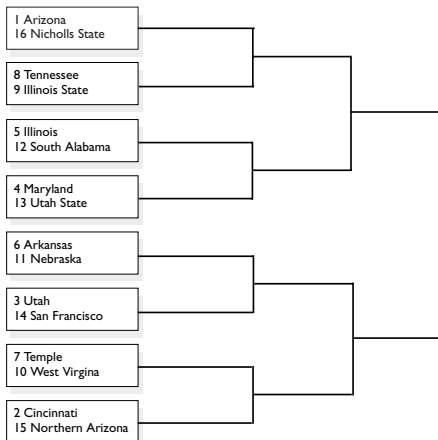 1 Arizona
16 Nicholls State
8 Tennessee
9 Illinois State
5 Illinois
12 South Alabama
4 Maryland
13 Utah State
6 Arkansas
11 Nebraska
3 Utah
14 San Francisco
7 Temple
10 West Virgina
2 Cincinnati
15 Northern Arizona